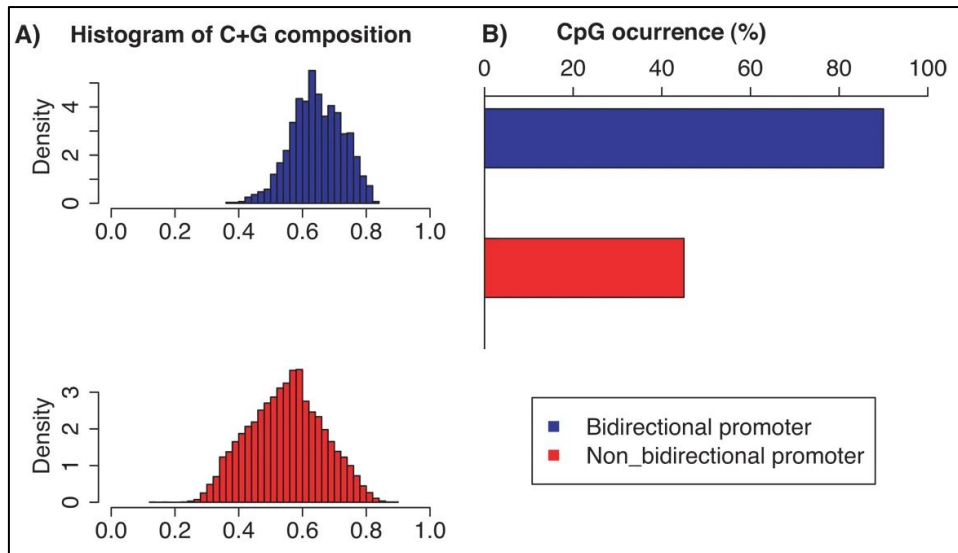 A) Histogram of C+G composition
Density
0 2 4
0.0 0.2 0.4 0.6 0.8 1.0
Density
0 1 2 3
0.0 0.2 0.4 0.6 0.8 1.0
B) CpG ocurrence (%)
0 20 40 60 80 100
Bidirectional promoter
Non_bidirectional promoter